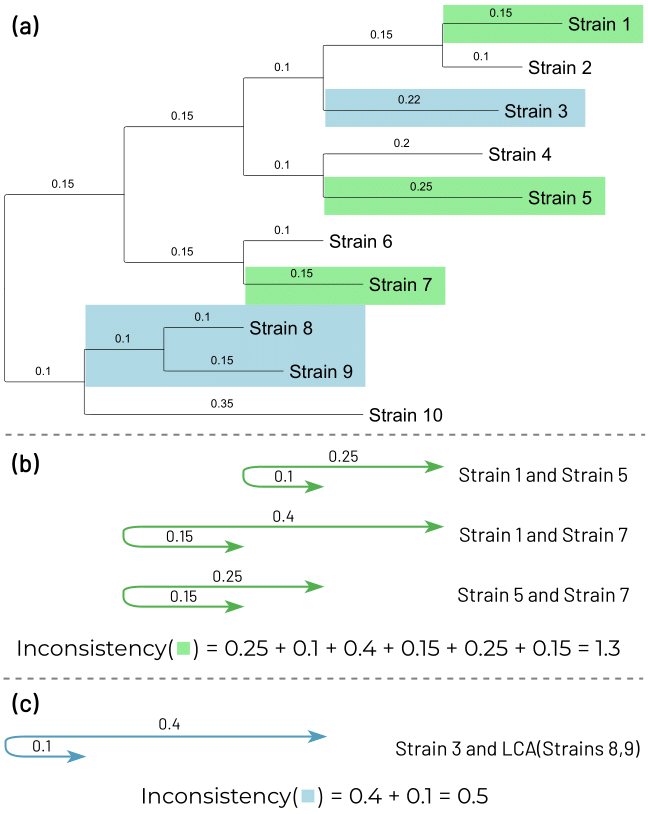 (a)
0.15
Strain 1
0.15
0.1
Strain 2
0.1
0.22
Strain 3
0.15
0.2
Strain 4
0.1
0.25
Strain 5
0.15
0.1
Strain 6
0.15
0.15
Strain 7
0.1
Strain 8
0.1
0.15
Strain 9
0.1
0.35
Strain 10
(b)
0.25
0.1
Strain 1 and Strain 5
0.4
0.15
Strain 1 and Strain 7
0.25
0.15
Strain 5 and Strain 7
Inconsistency( ) = 0.25 + 0.1 + 0.4 + 0.15 + 0.25 + 0.15 = 1.3
(c)
0.4
0.1
Strain 3 and LCA(Strains 8,9)
Inconsistency( ) = 0.4 + 0.1 = 0.5